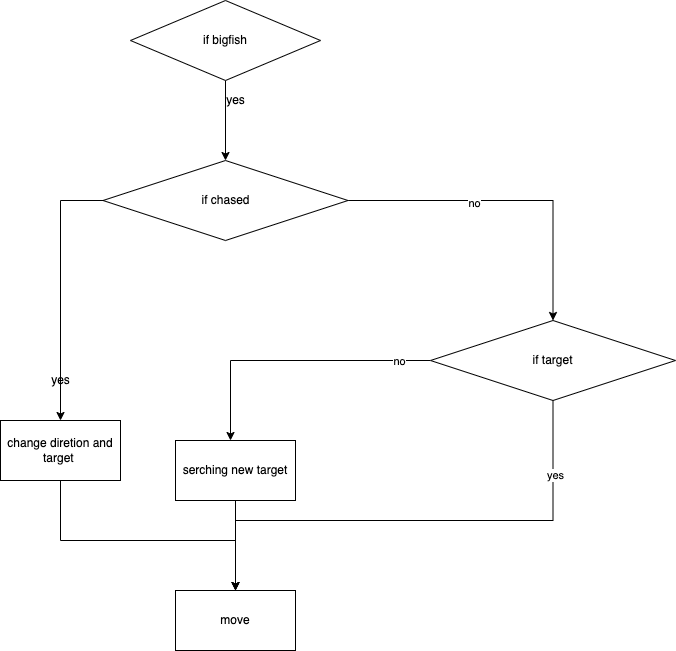 if bigfish
yes
if chased
no
if target
no
yes
change diretion and
target
serching new target
yes
move